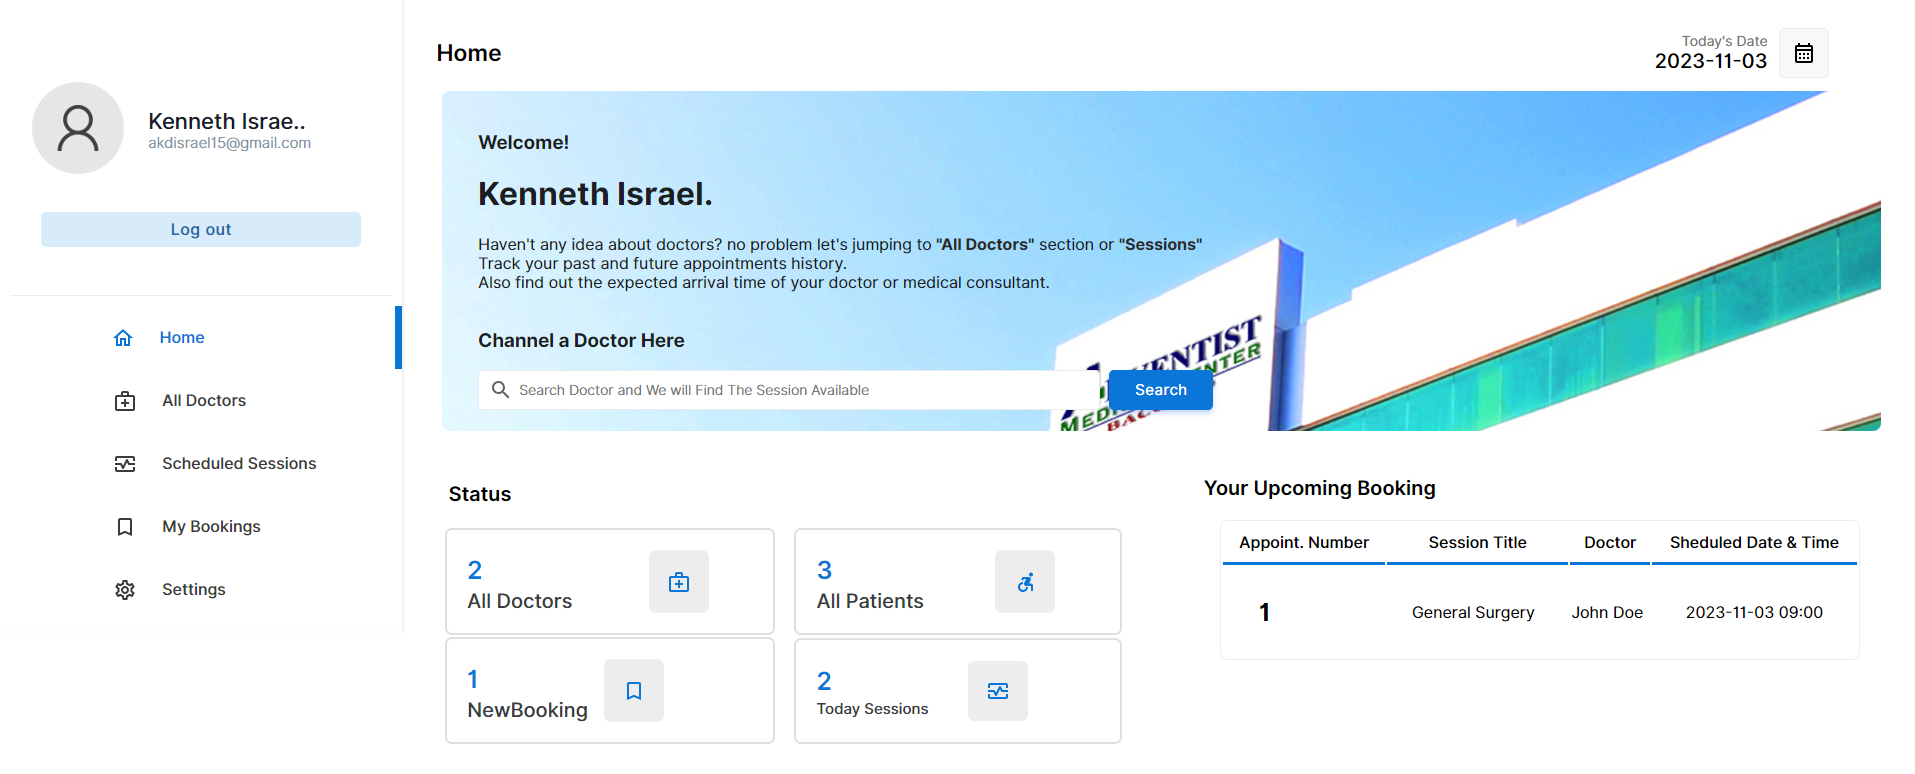 Kenneth Israe..
akdisrael15@gmail.com
Log out
Home
All Doctors
Scheduled Sessions
My Bookings
Settings
Home
Today's Date
2023-11-03
Welcome!
Kenneth Israel.
Haven't any idea about doctors? no problem let's jumping to "All Doctors" section or "Sessions"
Track your past and future appointments history.
Also find out the expected arrival time of your doctor or medical consultant.
Channel a Doctor Here
Search Doctor and We will Find The Session Available
Search
Status
2
All Doctors
3
All Patients
1
NewBooking
2
Today Sessions
Your Upcoming Booking
Appoint. Number Session Title Doctor Sheduled Date & Time
1 General Surgery John Doe 2023-11-03 09:00